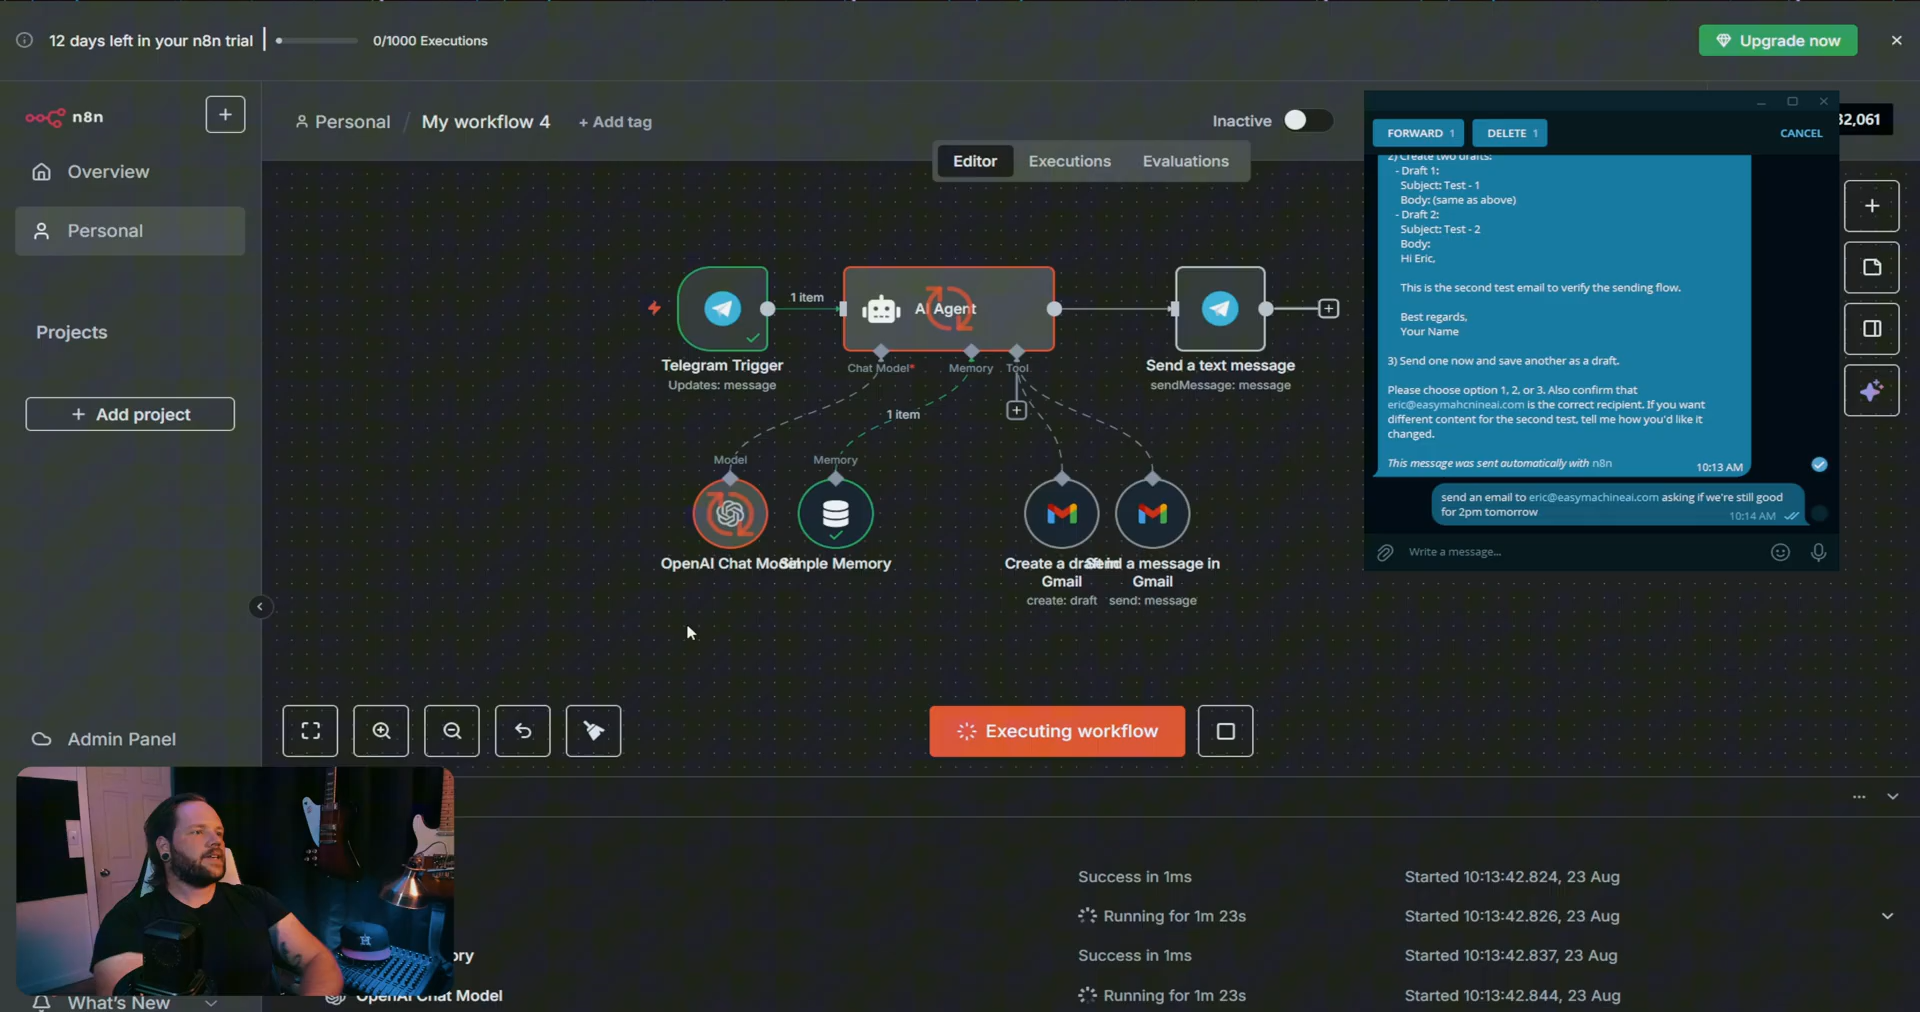 12 days left in your n8n trial
0/1000 Executions
Upgrade now
n8n
Personal / My workflow 4 + Add tag
Inactive
32,061
Editor Executions Evaluations
Overview
Personal
Projects
+ Add project
Admin Panel
What's New
1 item
AI Agent
Telegram Trigger
Updates: message
Chat Model*
Memory
Tool
Send a text message
sendMessage: message
1 item
Model
Memory
OpenAI Chat Model
Simple Memory
Create a draft in Gmail
create: draft
Send a message in Gmail
send: message
Executing workflow
FORWARD 1 DELETE 1 CANCEL
2) Create two drafts:
- Draft 1:
Subject: Test - 1
Body: (same as above)
- Draft 2:
Subject: Test - 2
Body:
Hi Eric,
This is the second test email to verify the sending flow.
Best regards,
Your Name
3) Send one now and save another as a draft.
Please choose option 1, 2, or 3. Also confirm that
eric@easymahcnineai.com is the correct recipient. If you want
different content for the second test, tell me how you'd like it
changed.
This message was sent automatically with n8n
10:13 AM
send an email to eric@easymachineai.com asking if we're still good
for 2pm tomorrow
10:14 AM
Write a message...
Success in 1ms Started 10:13:42.824, 23 Aug
Running for 1m 23s Started 10:13:42.826, 23 Aug
ory Success in 1ms Started 10:13:42.837, 23 Aug
OpenAI Chat Model Running for 1m 23s Started 10:13:42.844, 23 Aug